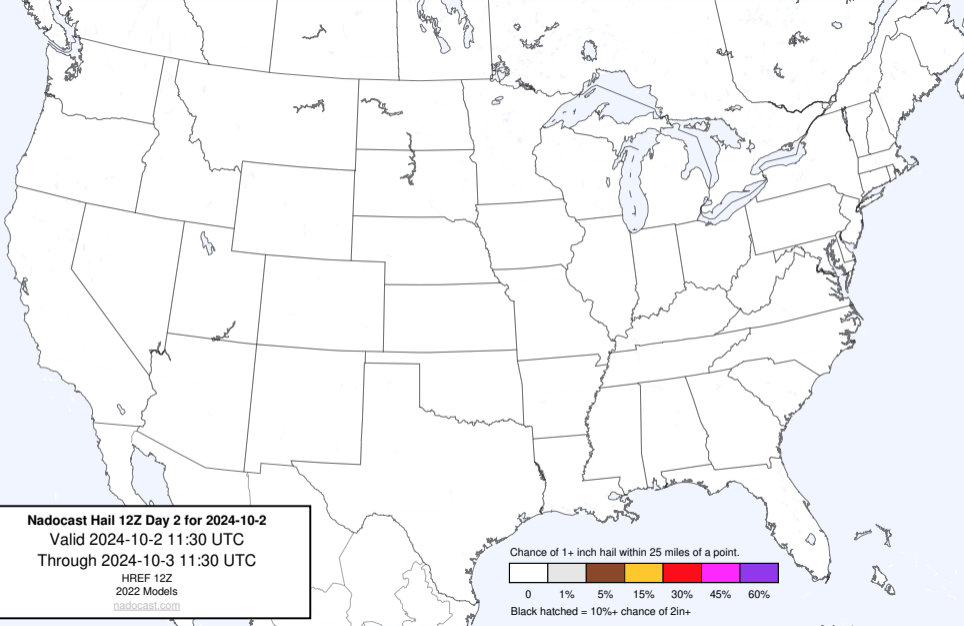 Nadocast Hail 12Z Day 2 for 2024-10-2
Valid 2024-10-2 11:30 UTC
Through 2024-10-3 11:30 UTC
HREF 12Z
2022 Models
nadocast.com
Chance of 1+ inch hail within 25 miles of a point.
0 1% 5% 15% 30% 45% 60%
Black hatched = 10%+ chance of 2in+